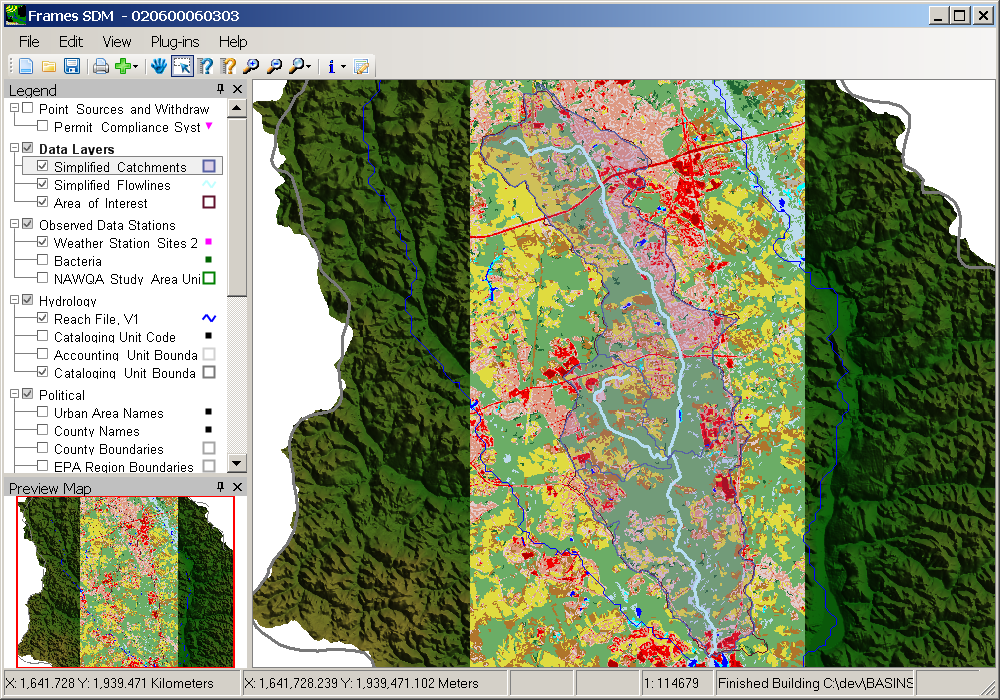 Frames SDM - 020600060303
File Edit View Plug-ins Help
Legend
Point Sources and Withdraw
Permit Compliance Syst
Data Layers
Simplified Catchments
Simplified Flowlines
Area of Interest
Observed Data Stations
Weather Station Sites 2
Bacteria
NAWQA Study Area Uni
Hydrology
Reach File, V1
Cataloging Unit Code
Accounting Unit Bounda
Cataloging Unit Bounda
Political
Urban Area Names
County Names
County Boundaries
EPA Region Boundaries
Preview Map
X: 1,641.728 Y: 1,939.471 Kilometers X: 1,641,728.239 Y: 1,939,471.102 Meters 1: 114679 Finished Building C:\dev\BASINS